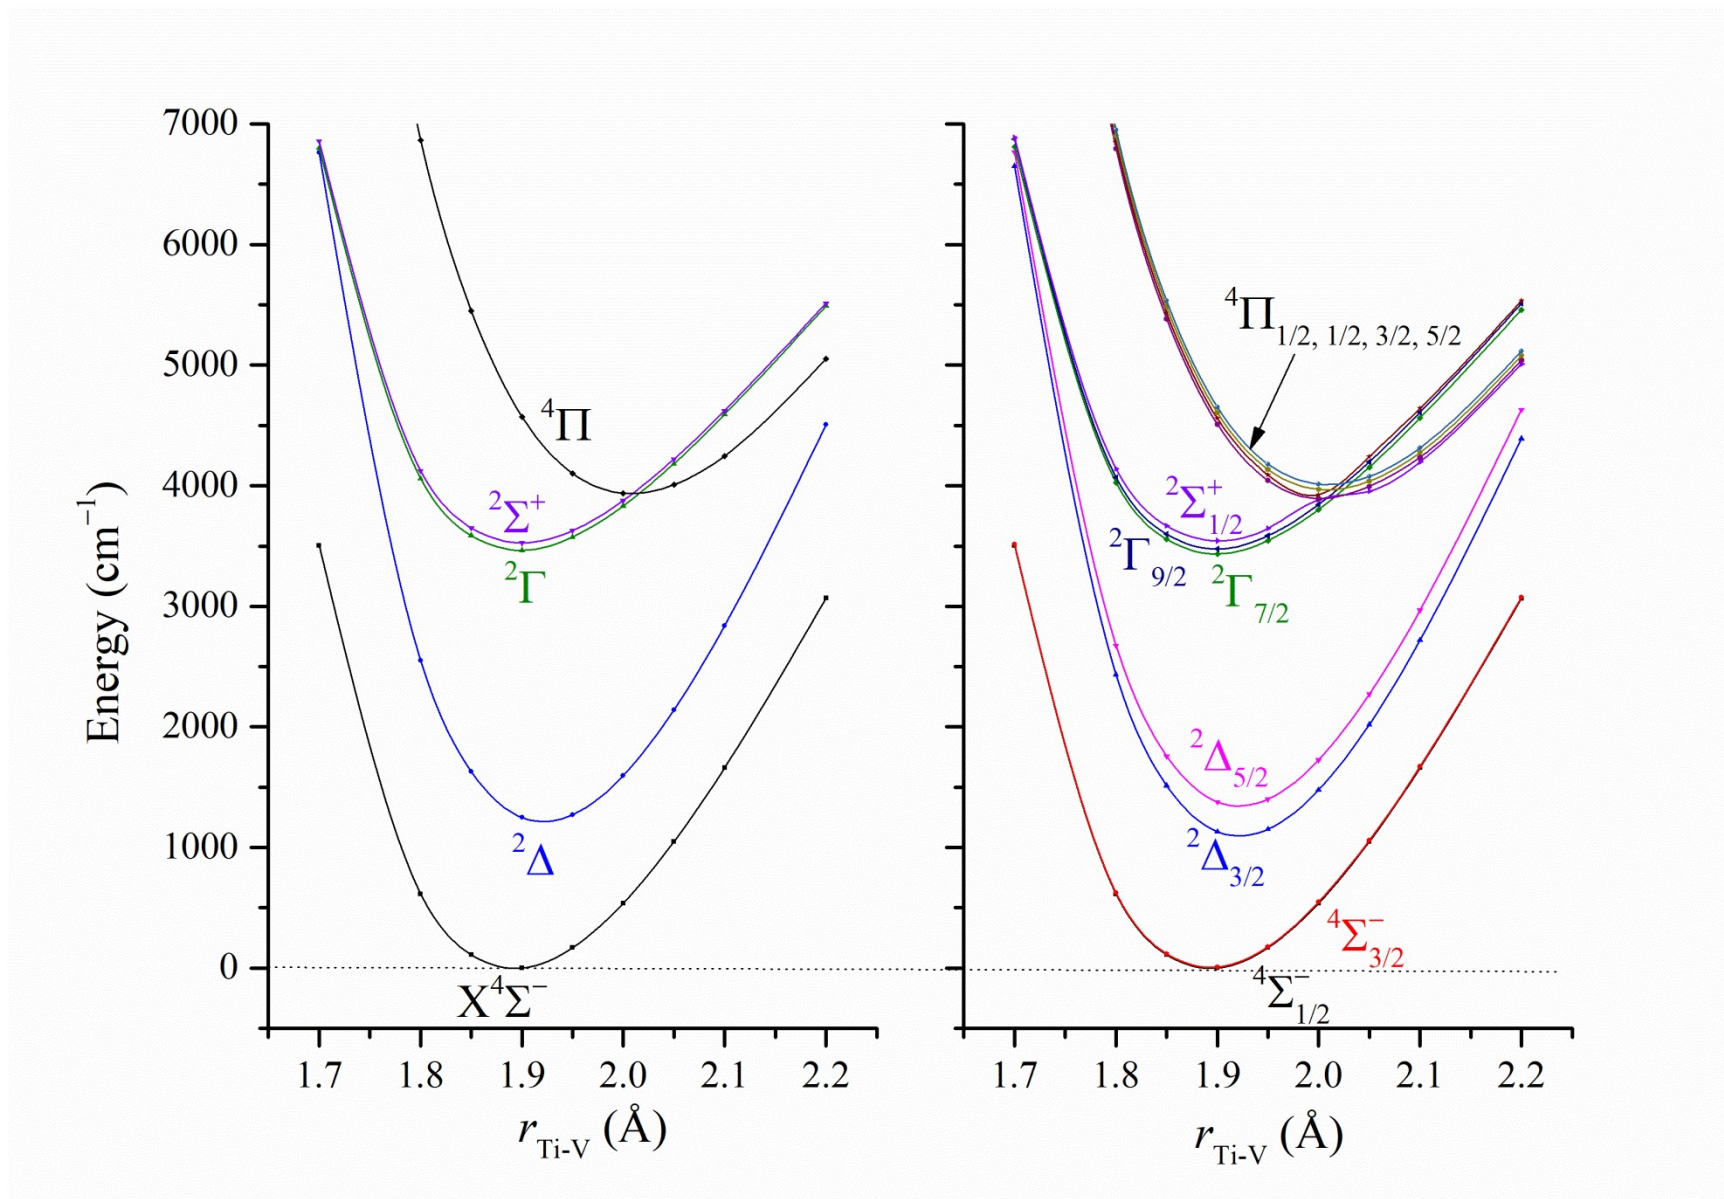 Energy (cm⁻¹)
7000
6000
5000
4000
3000
2000
1000
0
⁴Π
²Σ⁺
²Γ
²Δ
X⁴Σ⁻
1.7 1.8 1.9 2.0 2.1 2.2
r_Ti-V (Å)
⁴Π_1/2, 1/2, 3/2, 5/2
²Σ⁺_1/2
²Γ_9/2
²Γ_7/2
²Δ_5/2
²Δ_3/2
⁴Σ⁻_3/2
⁴Σ⁻_1/2
1.7 1.8 1.9 2.0 2.1 2.2
r_Ti-V (Å)